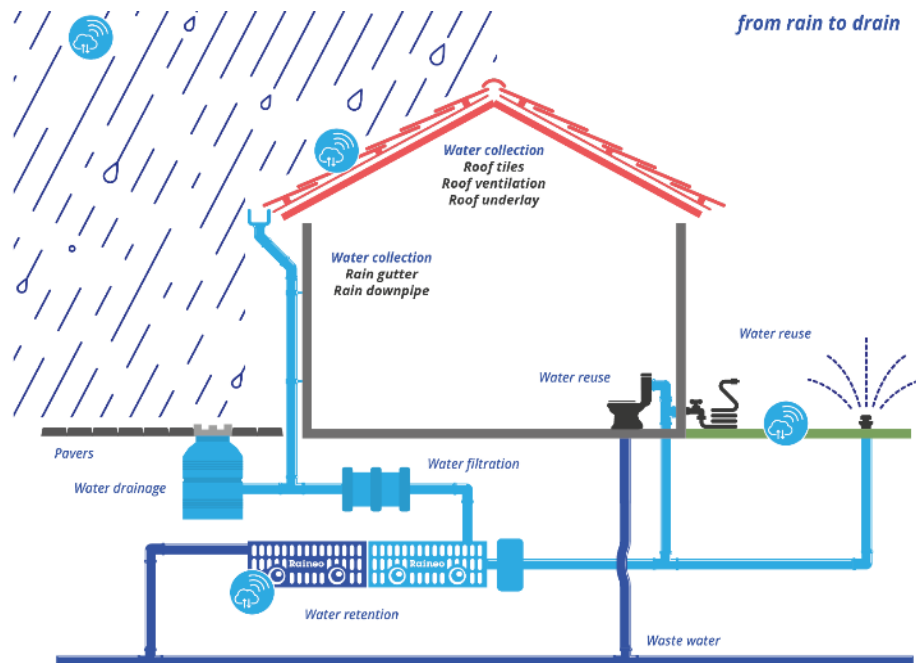 from rain to drain
Water collection
Roof tiles
Roof ventilation
Roof underlay
Water collection
Rain gutter
Rain downpipe
Water reuse
Water reuse
Pavers
Water drainage
Water filtration
Raineo
Raineo
Water retention
Waste water